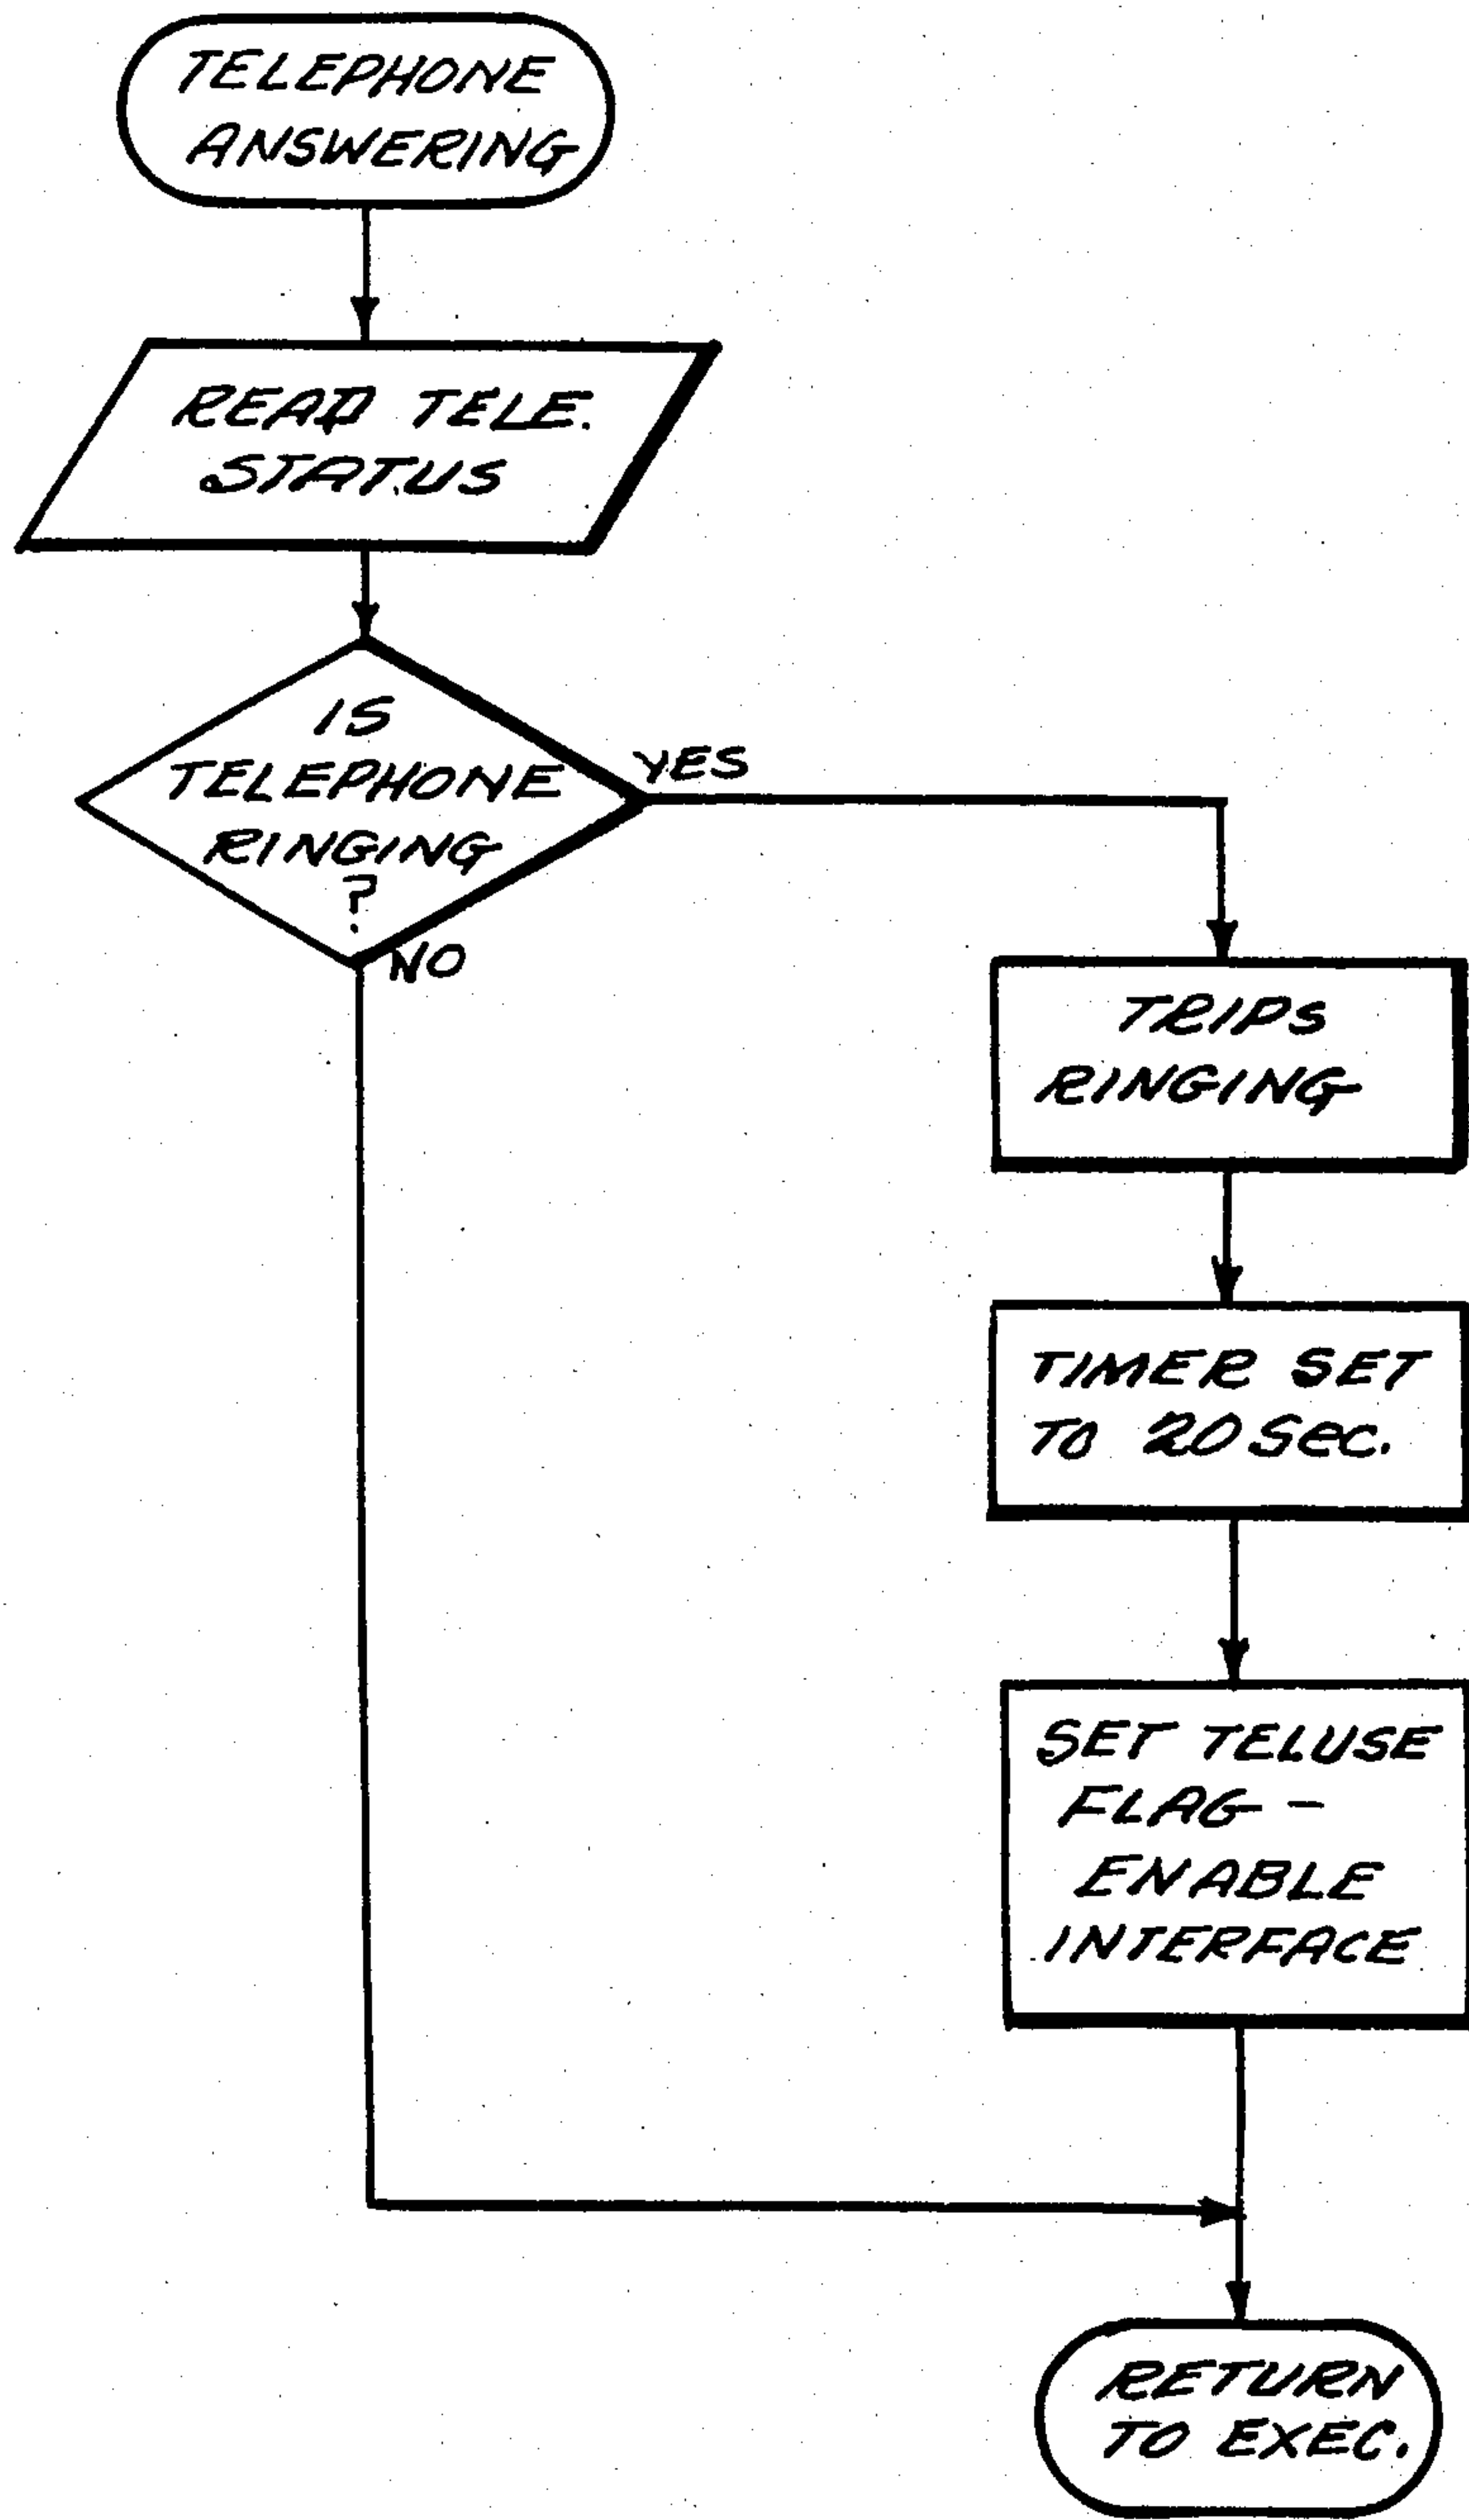 TELEPHONE
ANSWERING
READ TELE.
STATUS
IS
TELEPHONE
RINGING
?
YES
NO
TRIPS
RINGING
TIMER SET
TO 20 Sec.
SET TELUSE
FLAG -
ENABLE
INTERFACE
RETURN
TO EXEC.